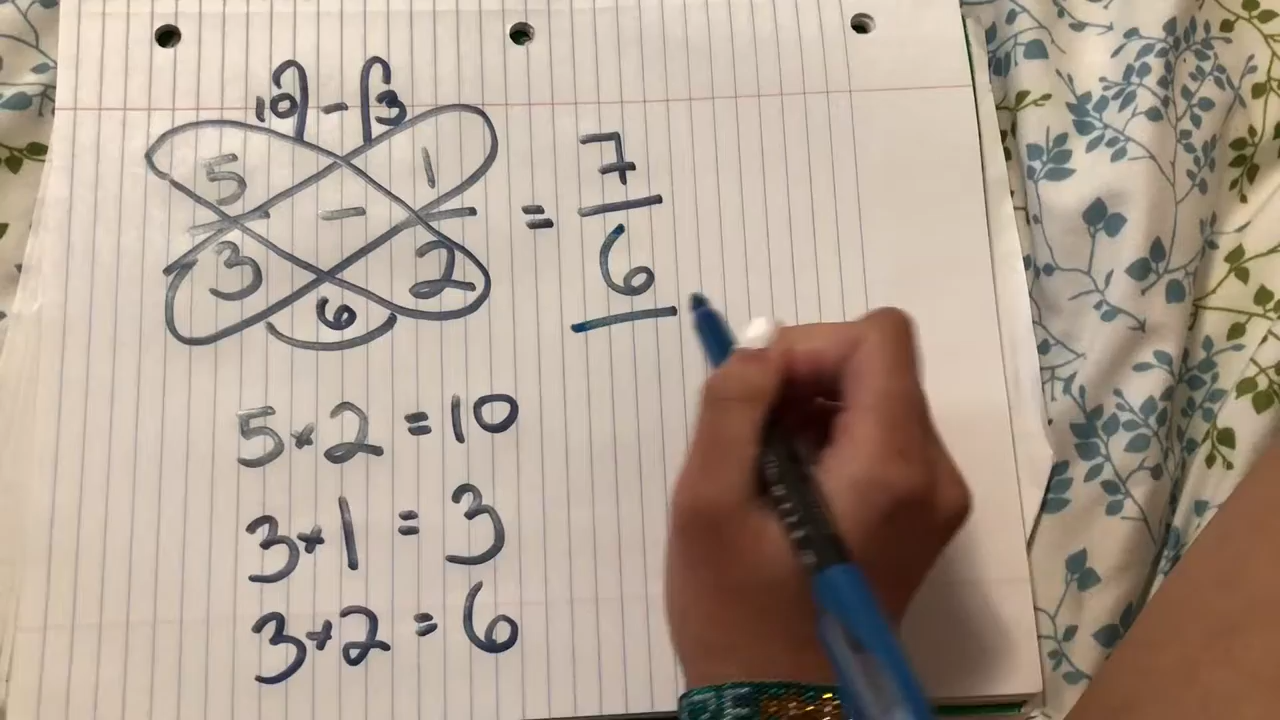 10 - 3
5/3 - 1/2 = 7/6
6
5 × 2 = 10
3 × 1 = 3
3 × 2 = 6